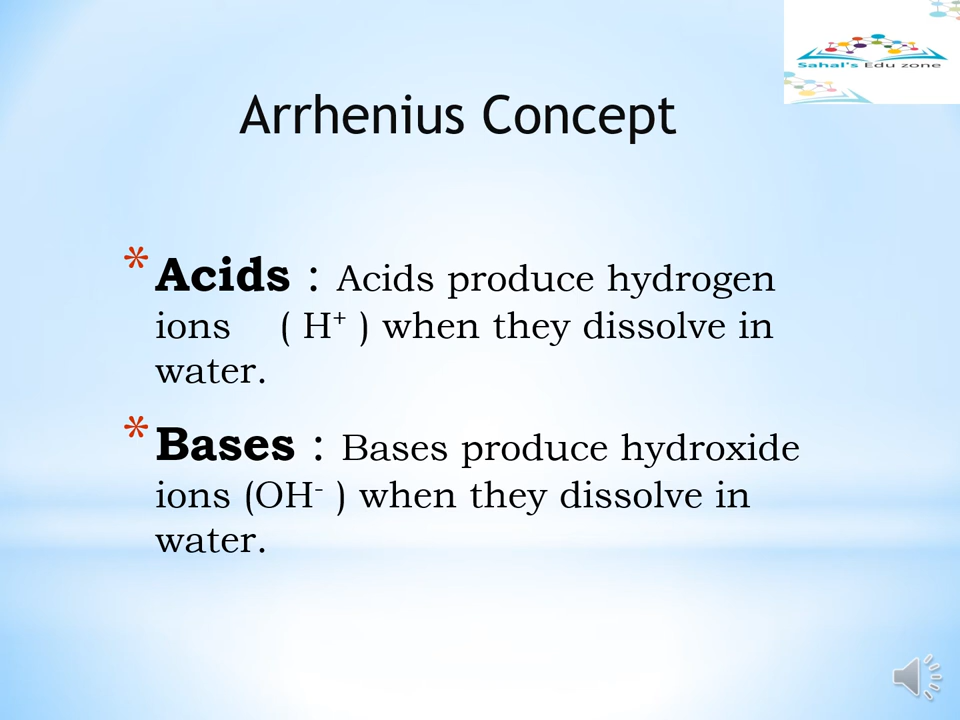 Sahal's Edu zone
Arrhenius Concept
* Acids : Acids produce hydrogen
ions ( H⁺ ) when they dissolve in
water.
* Bases : Bases produce hydroxide
ions (OH⁻ ) when they dissolve in
water.